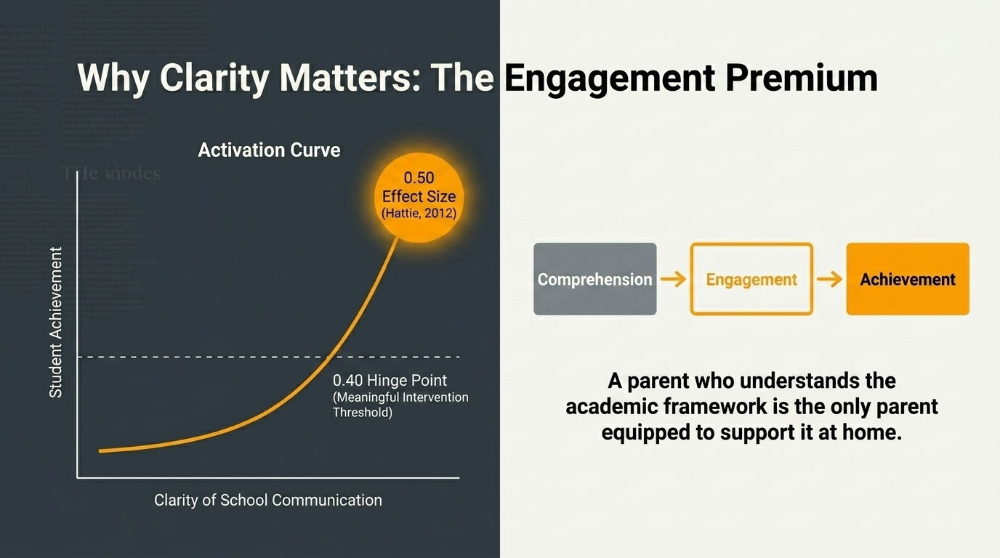 Why Clarity Matters: The Engagement Premium
Activation Curve
0.50
Effect Size
(Hattie, 2012)
Student Achievement
0.40 Hinge Point
(Meaningful Intervention
Threshold)
Clarity of School Communication
Comprehension
Engagement
Achievement
A parent who understands the
academic framework is the only parent
equipped to support it at home.